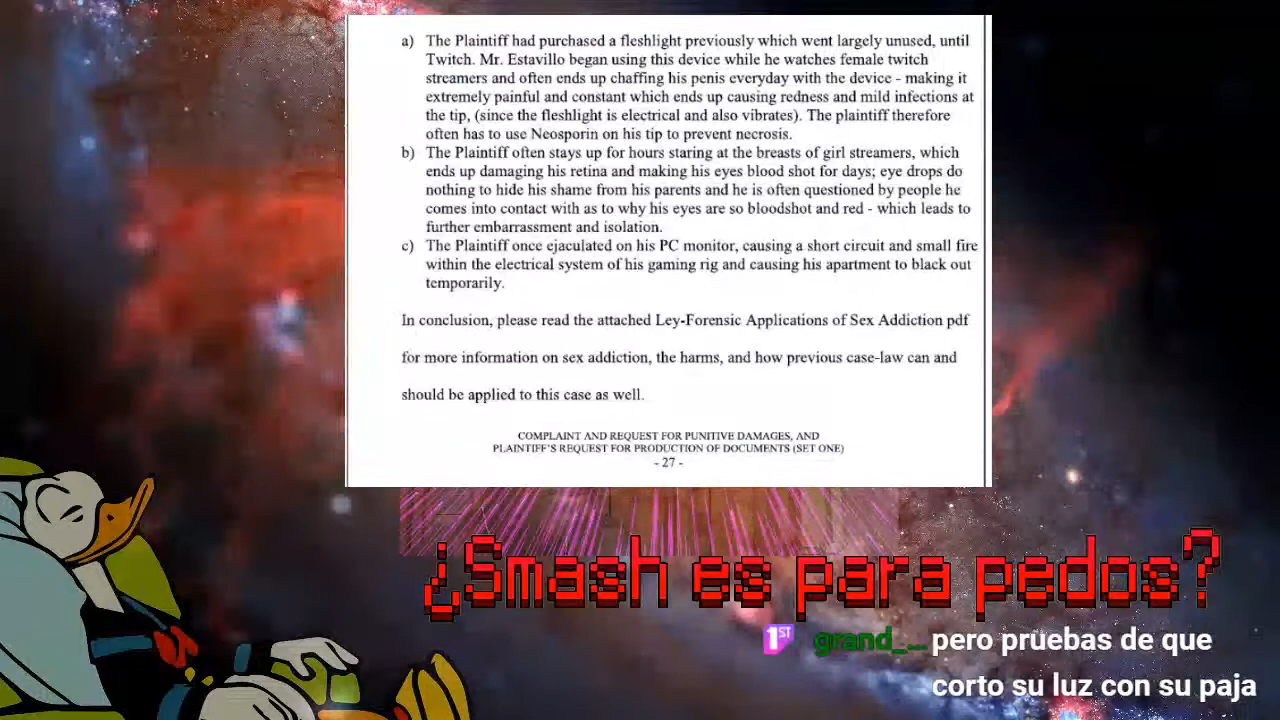 a) The Plaintiff had purchased a fleshlight previously which went largely unused, until
Twitch. Mr. Estavillo began using this device while he watches female twitch
streamers and often ends up chaffing his penis everyday with the device - making it
extremely painful and constant which ends up causing redness and mild infections at
the tip, (since the fleshlight is electrical and also vibrates). The plaintiff therefore
often has to use Neosporin on his tip to prevent necrosis.
b) The Plaintiff often stays up for hours staring at the breasts of girl streamers, which
ends up damaging his retina and making his eyes blood shot for days; eye drops do
nothing to hide his shame from his parents and he is often questioned by people he
comes into contact with as to why his eyes are so bloodshot and red - which leads to
further embarrassment and isolation.
c) The Plaintiff once ejaculated on his PC monitor, causing a short circuit and small fire
within the electrical system of his gaming rig and causing his apartment to black out
temporarily.
In conclusion, please read the attached Ley-Forensic Applications of Sex Addiction pdf
for more information on sex addiction, the harms, and how previous case-law can and
should be applied to this case as well.
COMPLAINT AND REQUEST FOR PUNITIVE DAMAGES, AND
PLAINTIFF'S REQUEST FOR PRODUCTION OF DOCUMENTS (SET ONE)
- 27 -
¿Smash es para pedos?
1ST grand_... pero pruebas de que
corto su luz con su paja